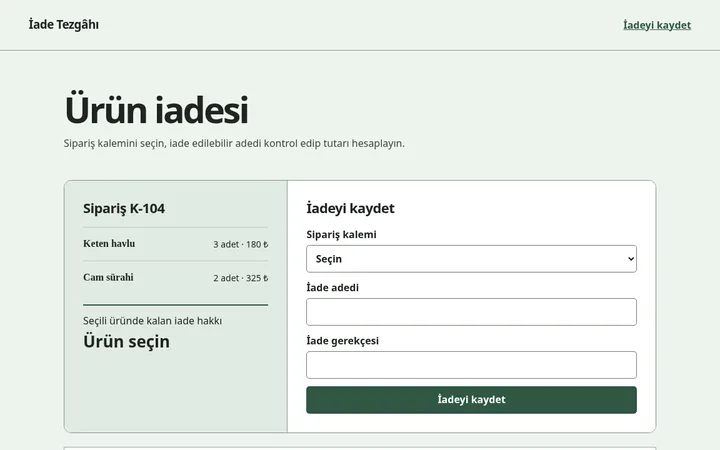 İade Tezgâhı
İadeyi kaydet
Ürün iadesi
Sipariş kalemini seçin, iade edilebilir adedi kontrol edip tutarı hesaplayın.
Sipariş K-104
Keten havlu 3 adet · 180 ₺
Cam sürahi 2 adet · 325 ₺
Seçili üründe kalan iade hakkı
Ürün seçin
İadeyi kaydet
Sipariş kalemi
Seçin
İade adedi
İade gerekçesi
İadeyi kaydet